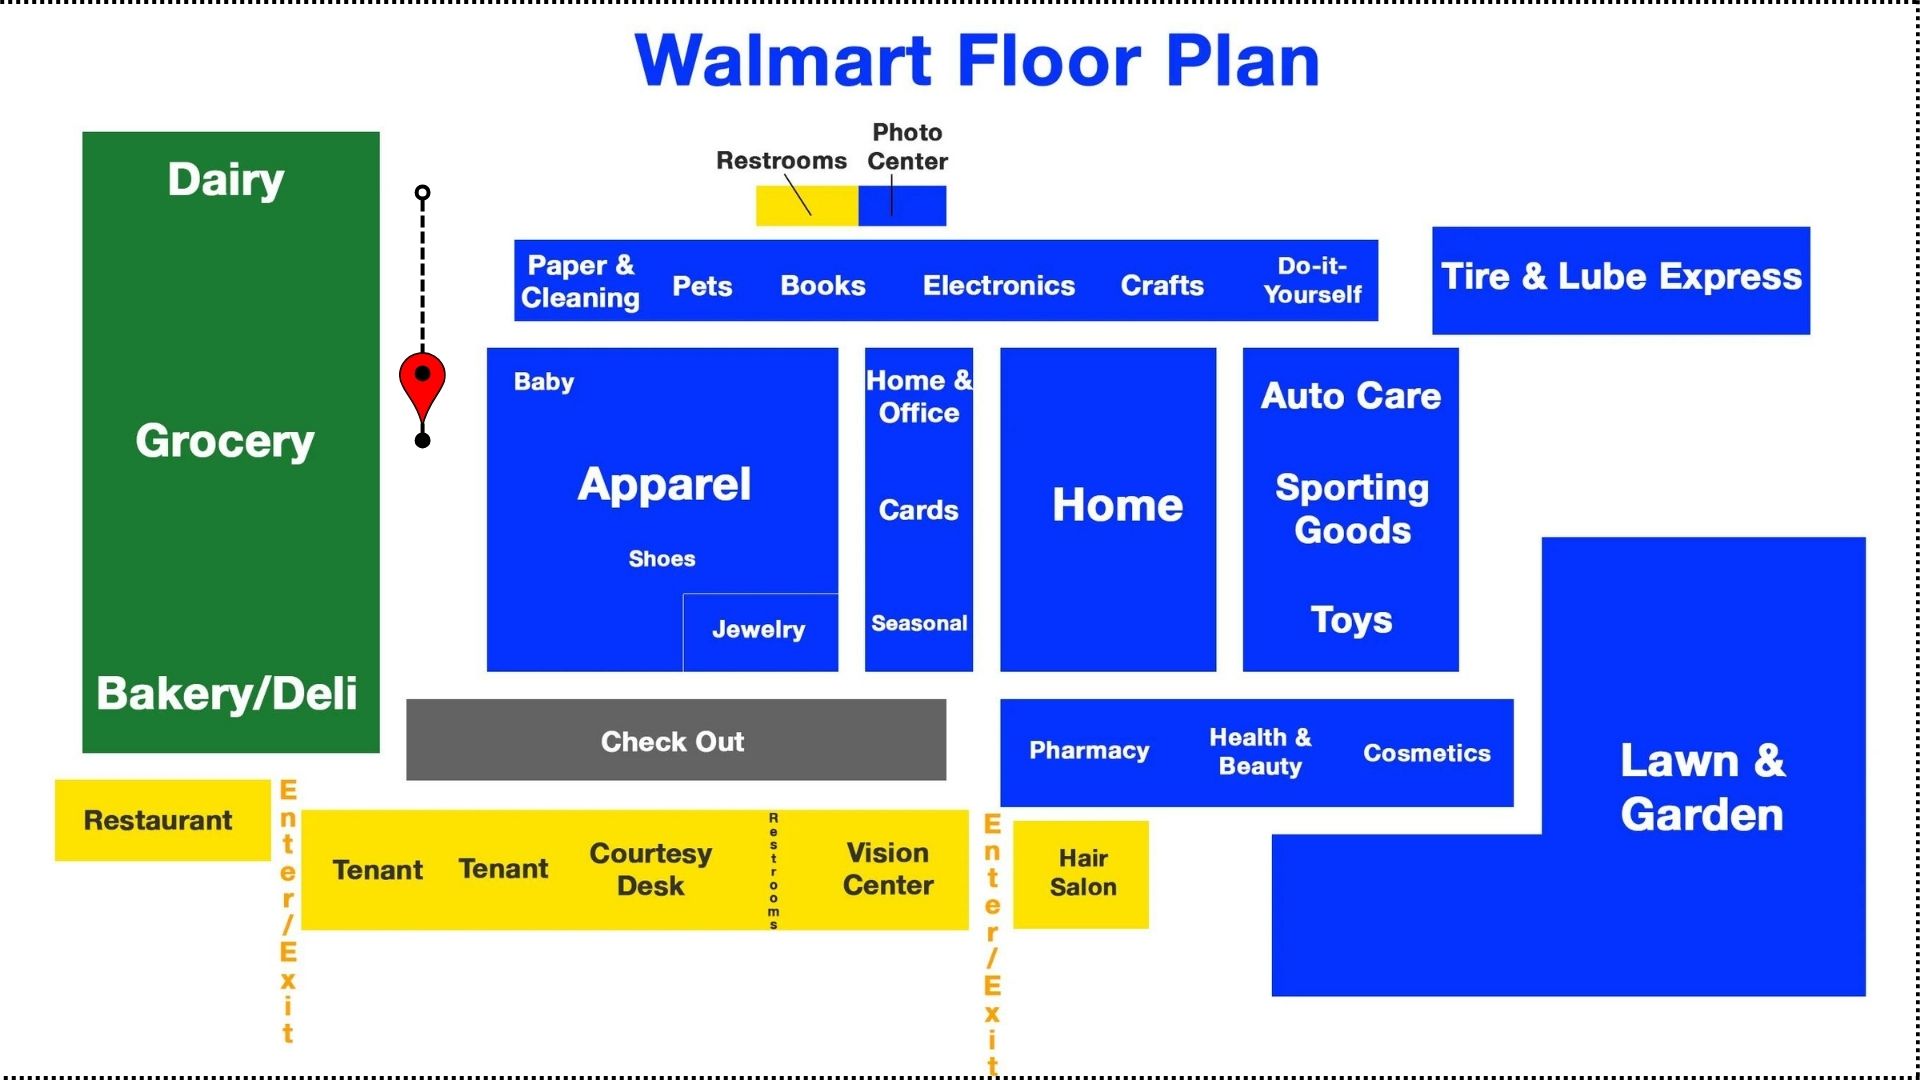 Walmart Floor Plan
Photo
Center
Restrooms
Dairy
Grocery
Bakery/Deli
Paper &
Cleaning
Pets
Books
Electronics
Crafts
Do-it-
Yourself
Tire & Lube Express
Baby
Apparel
Shoes
Jewelry
Home &
Office
Cards
Seasonal
Home
Auto Care
Sporting
Goods
Toys
Check Out
Pharmacy
Health &
Beauty
Cosmetics
Lawn &
Garden
Restaurant
Enter/Exit
Tenant
Tenant
Courtesy
Desk
Restrooms
Vision
Center
Enter/Exit
Hair
Salon